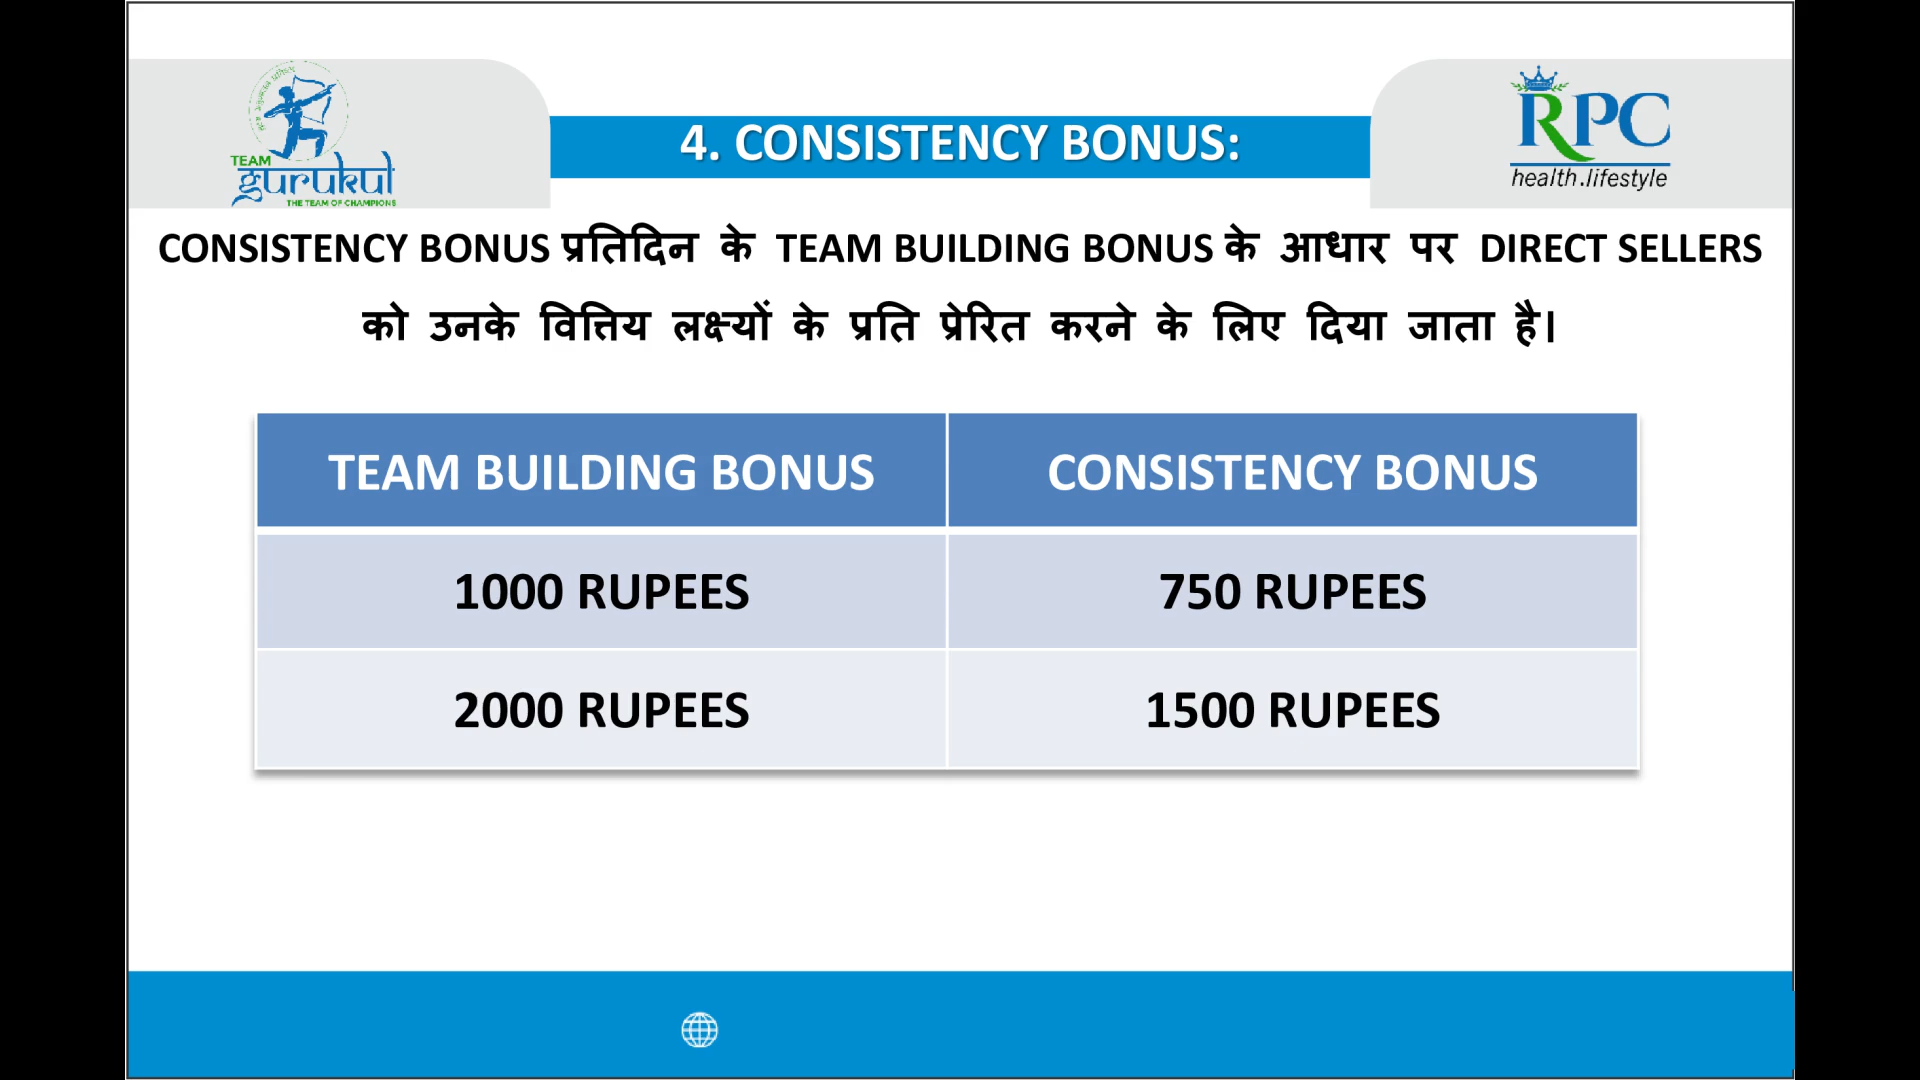 TEAM
gurukul
THE TEAM OF CHAMPIONS
4. CONSISTENCY BONUS:
RPC
health.lifestyle
CONSISTENCY BONUS प्रतिदिन के TEAM BUILDING BONUS के आधार पर DIRECT SELLERS
को उनके वित्तिय लक्ष्यों के प्रति प्रेरित करने के लिए दिया जाता है।
TEAM BUILDING BONUS CONSISTENCY BONUS
1000 RUPEES 750 RUPEES
2000 RUPEES 1500 RUPEES